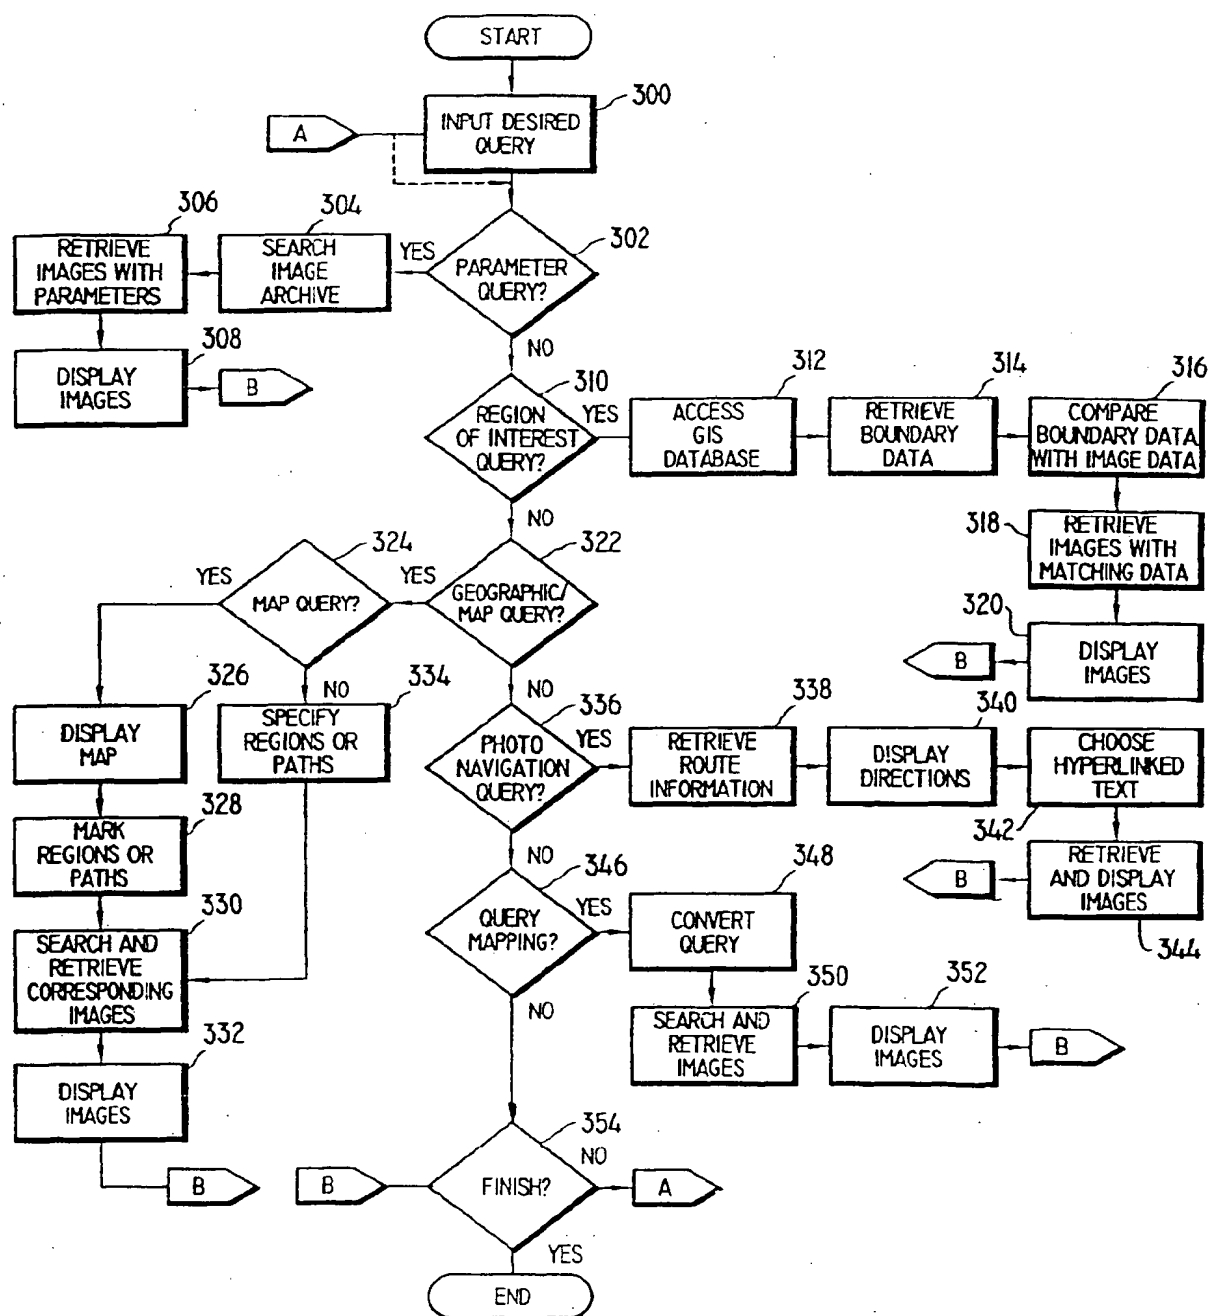 START
300
INPUT DESIRED
QUERY
A
306
304
302
RETRIEVE
IMAGES WITH
PARAMETERS
SEARCH
IMAGE
ARCHIVE
YES
PARAMETER
QUERY?
308
NO
DISPLAY
IMAGES
B
310
312
314
316
REGION
OF INTEREST
QUERY?
YES
ACCESS
GIS
DATABASE
RETRIEVE
BOUNDARY
DATA
COMPARE
BOUNDARY DATA
WITH IMAGE DATA
NO
318
RETRIEVE
IMAGES WITH
MATCHING DATA
324
322
YES
MAP QUERY?
YES
GEOGRAPHIC/
MAP QUERY?
320
DISPLAY
IMAGES
B
326
NO
334
NO
336
338
340
DISPLAY
MAP
SPECIFY
REGIONS OR
PATHS
PHOTO
NAVIGATION
QUERY?
YES
RETRIEVE
ROUTE
INFORMATION
DISPLAY
DIRECTIONS
CHOOSE
HYPERLINKED
TEXT
342
328
MARK
REGIONS OR
PATHS
NO
346
348
B
RETRIEVE
AND DISPLAY
IMAGES
344
330
SEARCH AND
RETRIEVE
CORRESPONDING
IMAGES
QUERY
MAPPING?
YES
CONVERT
QUERY
350
352
NO
SEARCH AND
RETRIEVE
IMAGES
DISPLAY
IMAGES
B
332
DISPLAY
IMAGES
354
B
B
FINISH?
NO
A
YES
END